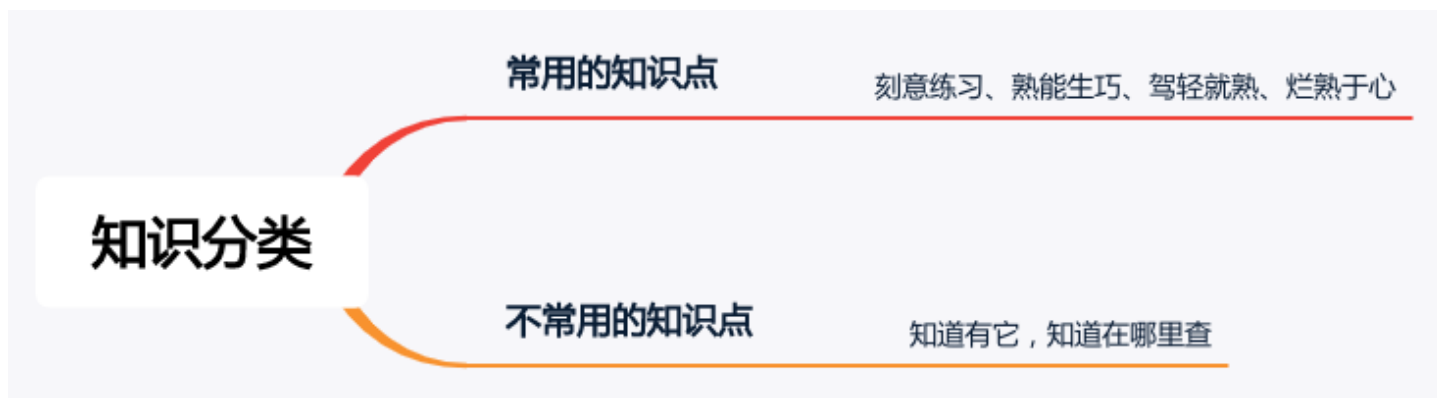 常用的知识点
刻意练习、熟能生巧、驾轻就熟、烂熟于心
知识分类
不常用的知识点
知道有它，知道在哪里查